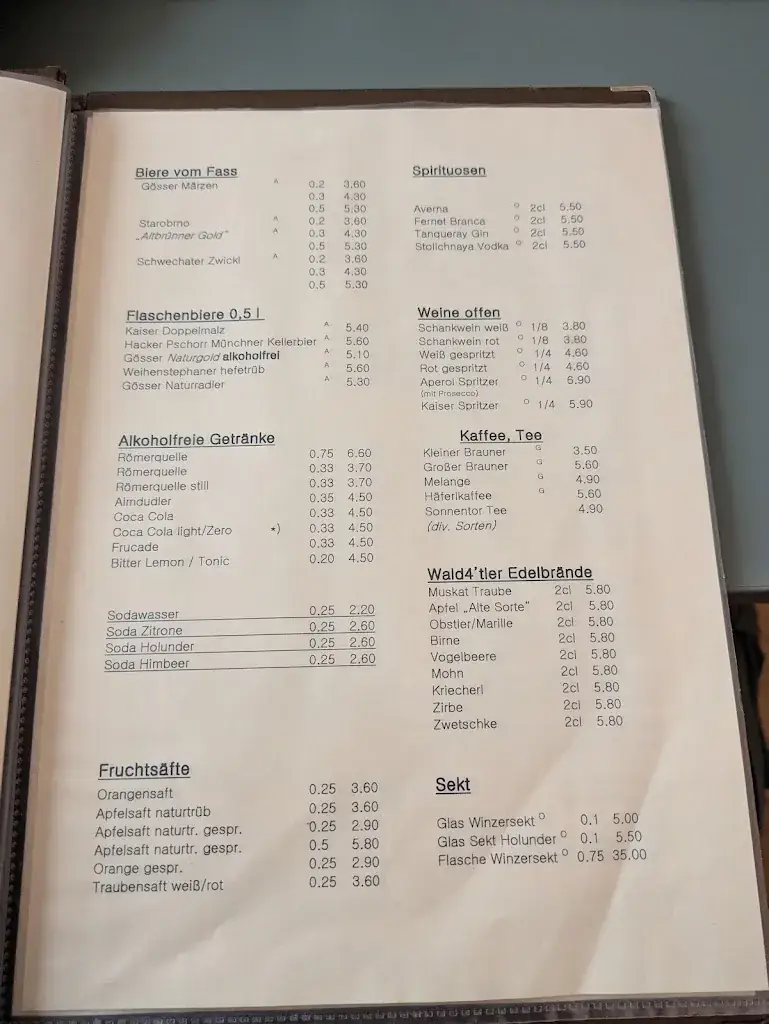 Biere vom Fass
Gösser Märzen A 0.2 3.60
0.3 4.30
0.5 5.30
Starobrno A 0.2 3.60
„Altbrünner Gold" A 0.3 4.30
0.5 5.30
Schwechater Zwickl A 0.2 3.60
0.3 4.30
0.5 5.30
Flaschenbiere 0,5 l
Kaiser Doppelmalz A 5.40
Hacker Pschorr Münchner Kellerbier A 5.60
Gösser Naturgold alkoholfrei A 5.10
Weihenstephaner hefetrüb A 5.60
Gösser Naturradler A 5.30
Alkoholfreie Getränke
Römerquelle 0.75 6.60
Römerquelle 0.33 3.70
Römerquelle still 0.33 3.70
Almdudler 0.35 4.50
Coca Cola 0.33 4.50
Coca Cola light/Zero *) 0.33 4.50
Frucade 0.33 4.50
Bitter Lemon / Tonic 0.20 4.50
Sodawasser 0.25 2.20
Soda Zitrone 0.25 2.60
Soda Holunder 0.25 2.60
Soda Himbeer 0.25 2.60
Fruchtsäfte
Orangensaft 0.25 3.60
Apfelsaft naturtrüb 0.25 3.60
Apfelsaft naturtr. gespr. 0.25 2.90
Apfelsaft naturtr. gespr. 0.5 5.80
Orange gespr. 0.25 2.90
Traubensaft weiß/rot 0.25 3.60
Spirituosen
Averna O 2cl 5.50
Fernet Branca O 2cl 5.50
Tanqueray Gin O 2cl 5.50
Stolichnaya Vodka O 2cl 5.50
Weine offen
Schankwein weiß O 1/8 3.80
Schankwein rot O 1/8 3.80
Weiß gespritzt O 1/4 4.60
Rot gespritzt O 1/4 4.60
Aperol Spritzer O 1/4 6.90
(mit Prosecco)
Kaiser Spritzer O 1/4 5.90
Kaffee, Tee
Kleiner Brauner G 3.50
Großer Brauner G 5.60
Melange G 4.90
Häferlkaffee G 5.60
Sonnentor Tee 4.90
(div. Sorten)
Wald4'tler Edelbrände
Muskat Traube 2cl 5.80
Apfel „Alte Sorte" 2cl 5.80
Obstler/Marille 2cl 5.80
Birne 2cl 5.80
Vogelbeere 2cl 5.80
Mohn 2cl 5.80
Kriecherl 2cl 5.80
Zirbe 2cl 5.80
Zwetschke 2cl 5.80
Sekt
Glas Winzersekt O 0.1 5.00
Glas Sekt Holunder O 0.1 5.50
Flasche Winzersekt O 0.75 35.00